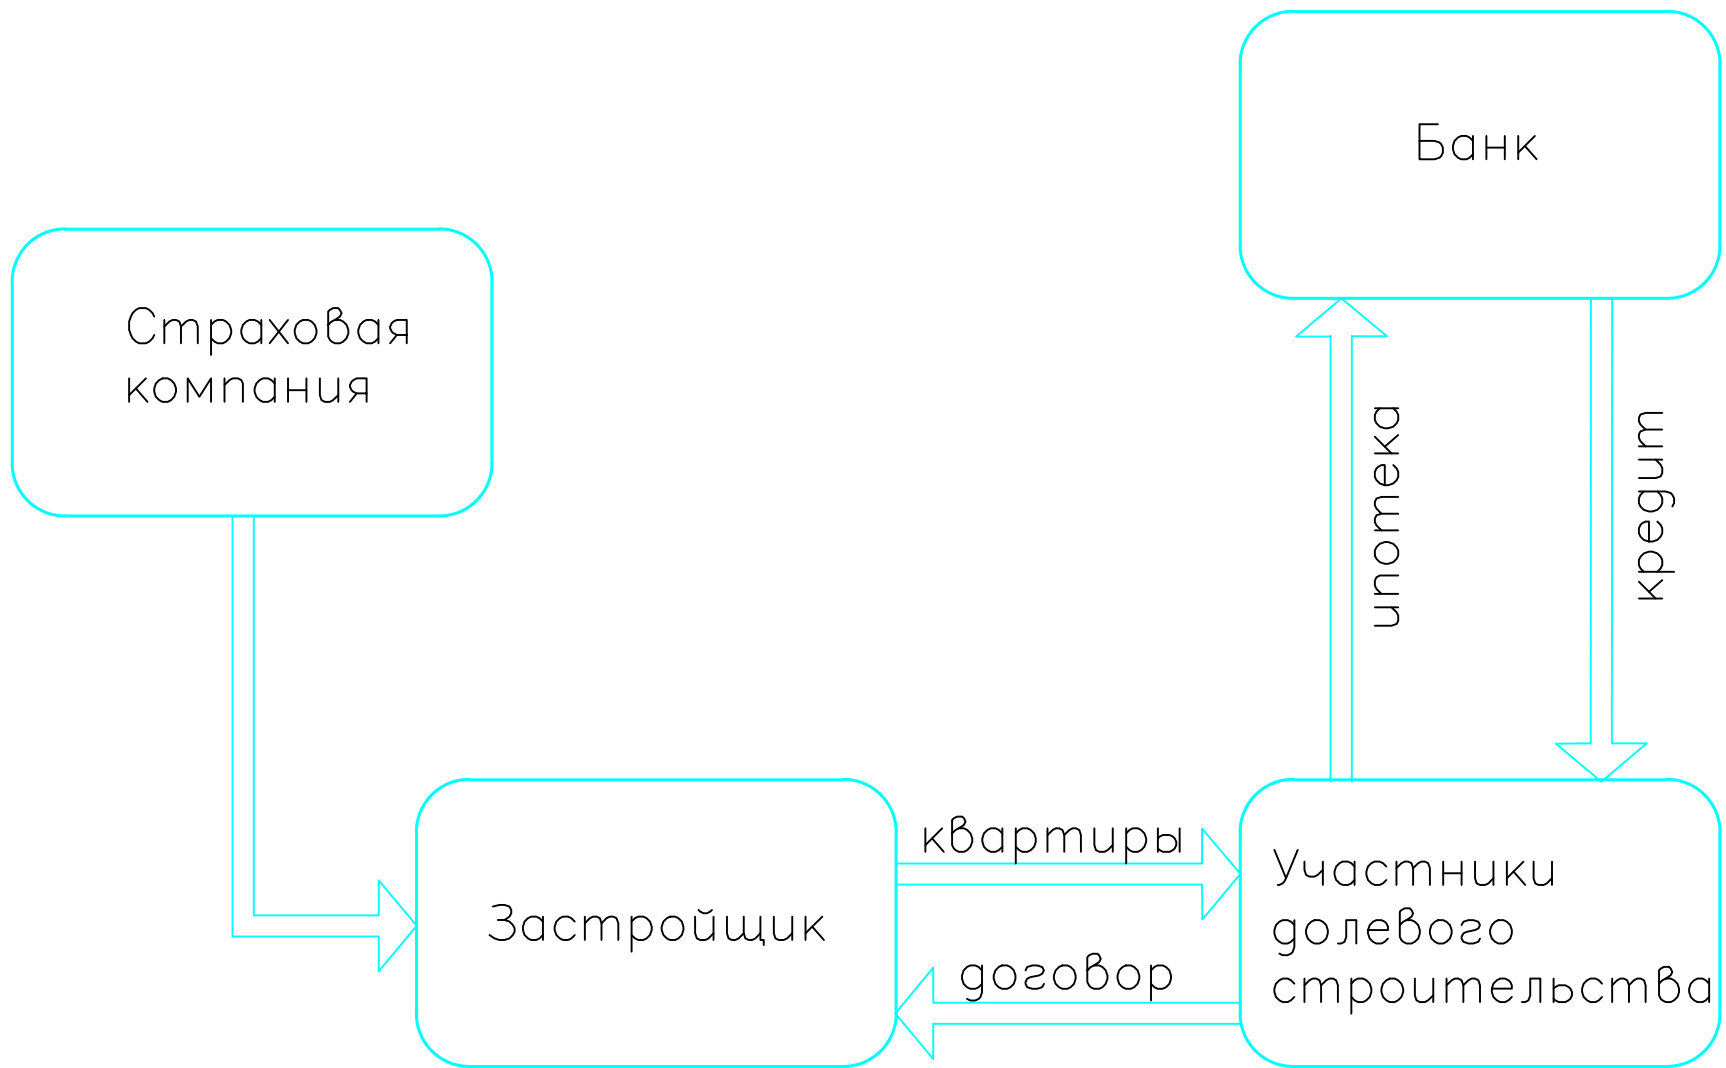 Банк
Страховая
компания
ипотека
кредит
квартиры
Застройщик
договор
Участники
долевого
строительства